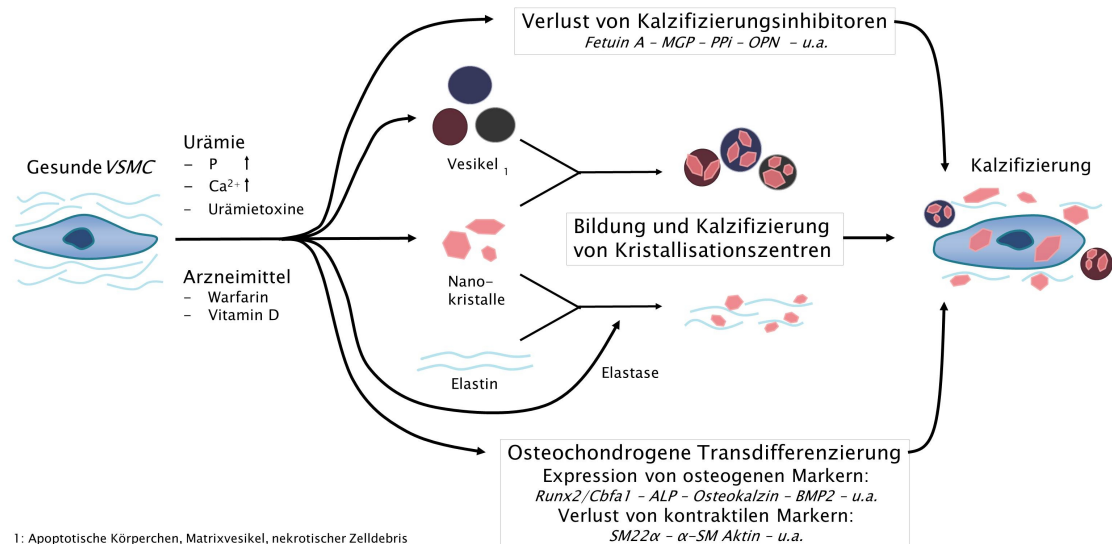 Verlust von Kalzifizierungsinhibitoren
Fetuin A – MGP – PPi – OPN – u.a.
Gesunde VSMC
Urämie
– P ↑
– Ca²⁺ ↑
– Urämietoxine
Arzneimittel
– Warfarin
– Vitamin D
Vesikel 1
Nano-
kristalle
Elastin
Elastase
Bildung und Kalzifizierung
von Kristallisationszentren
Kalzifizierung
Osteochondrogene Transdifferenzierung
Expression von osteogenen Markern:
Runx2/Cbfa1 – ALP – Osteokalzin – BMP2 – u.a.
Verlust von kontraktilen Markern:
SM22α – α-SM Aktin – u.a.
1: Apoptotische Körperchen, Matrixvesikel, nekrotischer Zelldebris